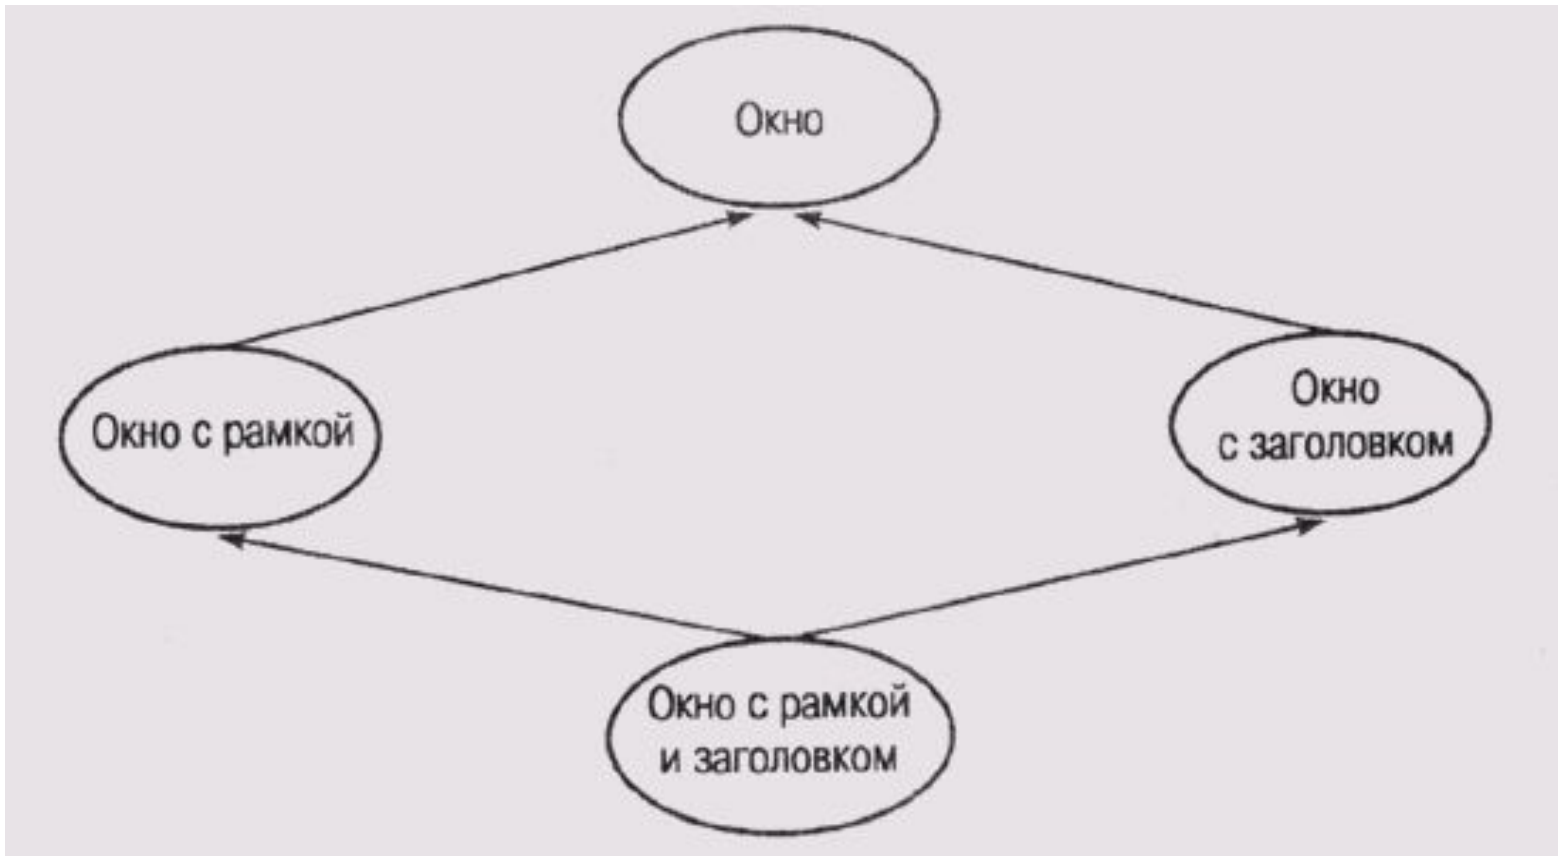 Окно
Окно с рамкой
Окно
с заголовком
Окно с рамкой
и заголовком